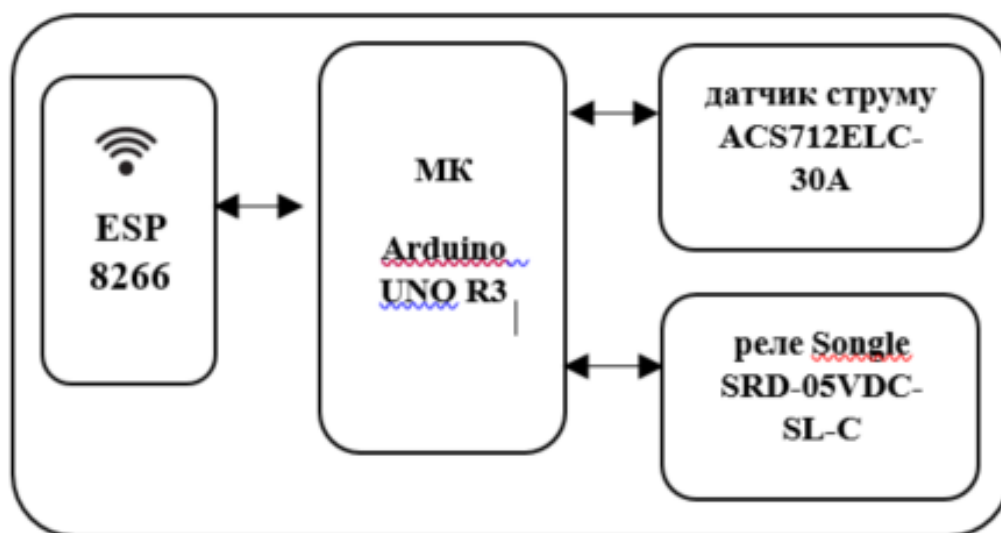 ESP
8266
МК
Arduino
UNO R3
датчик струму
ACS712ELC-
30A
реле Songle
SRD-05VDC-
SL-C